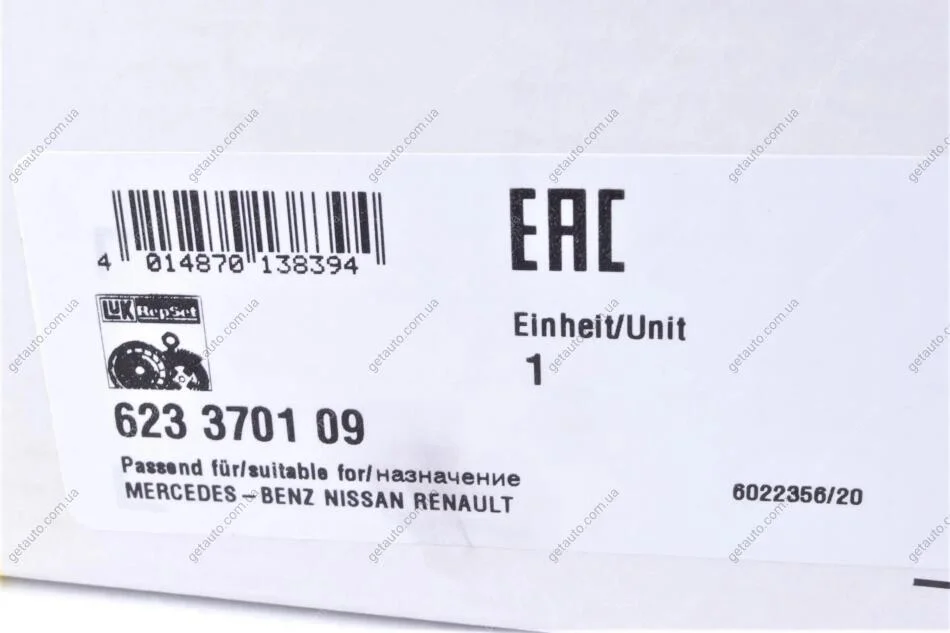 EAC
4 014870 138394
LuK RepSet
Einheit/Unit
1
623 3701 09
Passend für/suitable for/назначение
MERCEDES-BENZ NISSAN RENAULT
6022356/20
getauto.com.ua